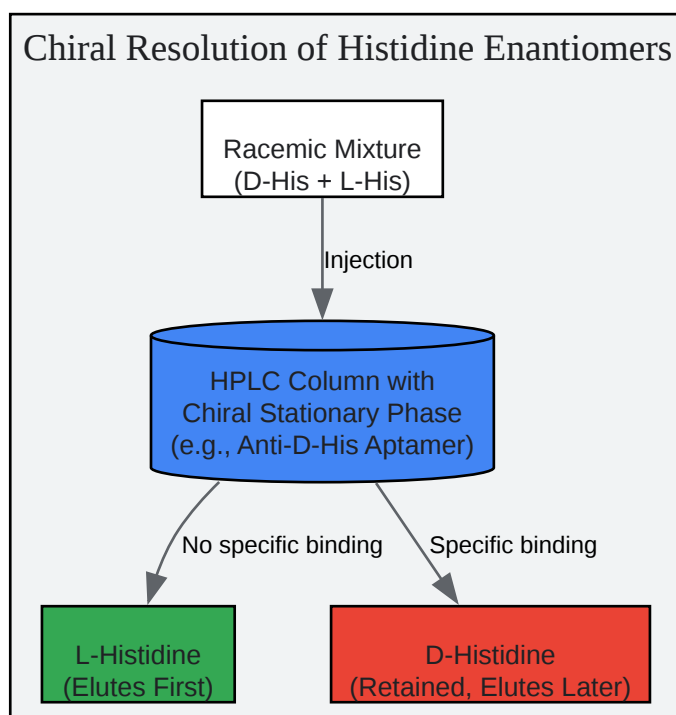 Chiral Resolution of Histidine Enantiomers
Racemic Mixture
(D-His + L-His)
Injection
HPLC Column with
Chiral Stationary Phase
(e.g., Anti-D-His Aptamer)
No specific binding
Specific binding
L-Histidine
(Elutes First)
D-Histidine
(Retained, Elutes Later)